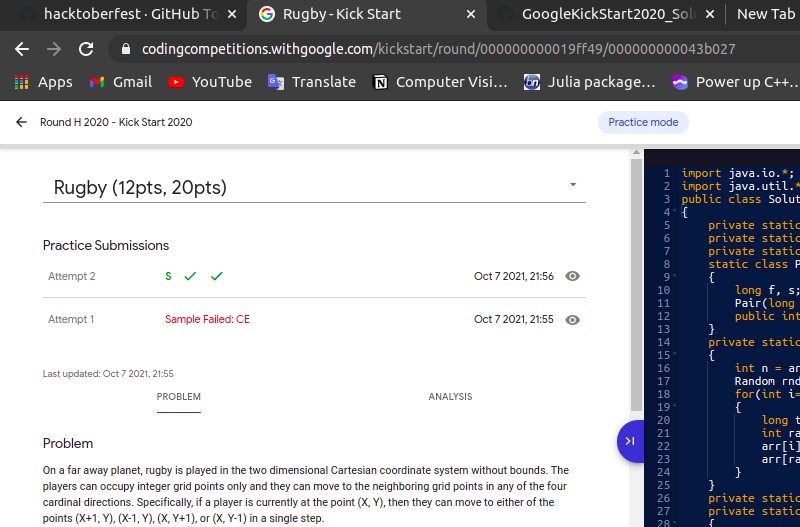 hacktoberfest · GitHub To
Rugby - Kick Start
GoogleKickStart2020_Sol
New Tab
codingcompetitions.withgoogle.com/kickstart/round/000000000019ff49/000000000043b027
Apps
Gmail
YouTube
Translate
Computer Visi...
Julia package...
Power up C++...
Round H 2020 - Kick Start 2020
Practice mode
Rugby (12pts, 20pts)
Practice Submissions
Attempt 2 S Oct 7 2021, 21:56
Attempt 1 Sample Failed: CE Oct 7 2021, 21:55
Last updated: Oct 7 2021, 21:55
PROBLEM ANALYSIS
Problem
On a far away planet, rugby is played in the two dimensional Cartesian coordinate system without bounds. The
players can occupy integer grid points only and they can move to the neighboring grid points in any of the four
cardinal directions. Specifically, if a player is currently at the point (X, Y), then they can move to either of the
points (X+1, Y), (X-1, Y), (X, Y+1), or (X, Y-1) in a single step.
1 import java.io.*;
2 import java.util.*
3 public class Solut
4 {
5 private static
6 private static
7 private static
8 static class P
9 {
10 long f, s;
11 Pair(long
12 public int
13 }
14 private static
15 {
16 int n = ar
17 Random rnd
18 for(int i=
19 {
20 long t
21 int ra
22 arr[i]
23 arr[ra
24 }
25 }
26 private static
27 private static
28 {